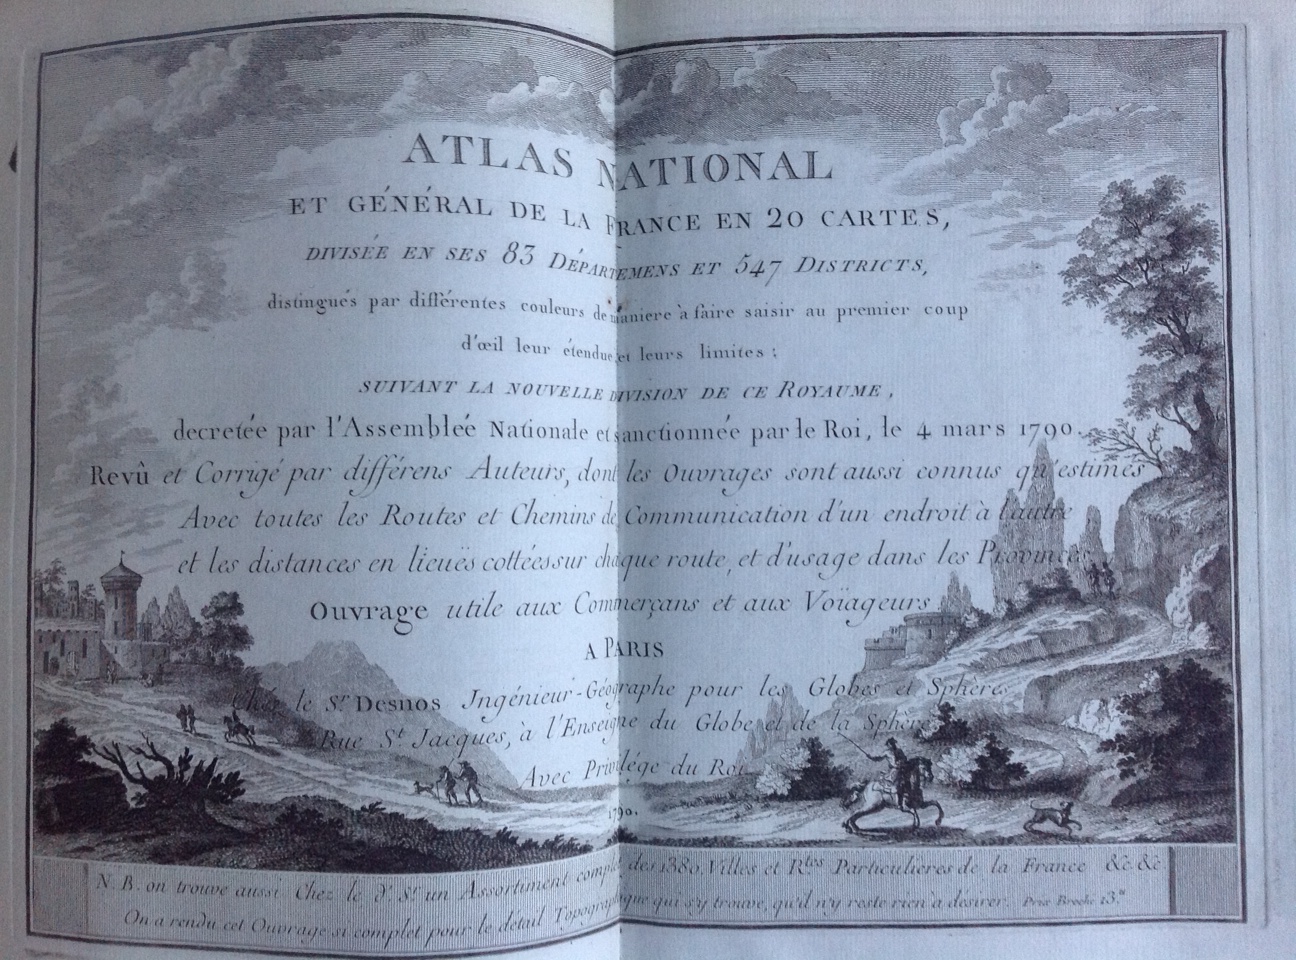 ATLAS NATIONAL
ET GÉNÉRAL DE LA FRANCE EN 20 CARTES,
DIVISÉE EN SES 83 DÉPARTEMENS ET 547 DISTRICTS,
distingués par différentes couleurs de maniere à faire saisir au premier coup
d'œil leur étendue et leurs limites ;
SUIVANT LA NOUVELLE DIVISION DE CE ROYAUME,
decretée par l'Assemblée Nationale et sanctionnée par le Roi, le 4 mars 1790.
Revû et Corrigé par différens Auteurs, dont les Ouvrages sont aussi connus qu'estimés
Avec toutes les Routes et Chemins de Communication d'un endroit à l'autre
et les distances en lieuës cottées sur chaque route, et d'usage dans les Provinces
Ouvrage utile aux Commerçans et aux Voïageurs
A PARIS
Chés le Sr Desnos Ingénieur-Géographe pour les Globes et Sphères
Rue St Jacques, à l'Enseigne du Globe et de la Sphère
Avec Privilége du Roi
1790.
N. B. on trouve aussi Chez le d. Sr. un Assortiment complet des 1380. Villes et Rtes Particulieres de la France &c &c
On a rendu cet Ouvrage si complet pour le détail Topographique qui s'y trouve, qu'il n'y reste rien à désirer. Prix Broché 13.tt